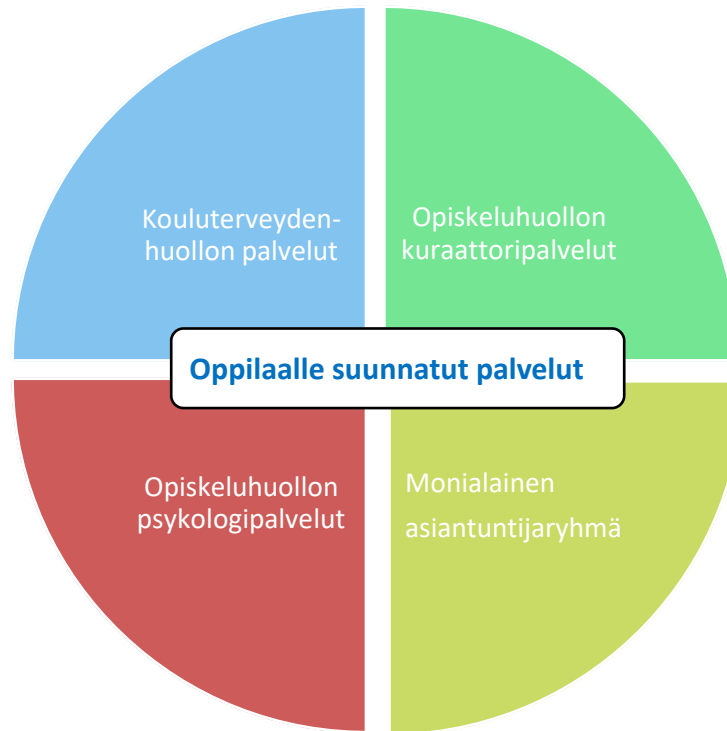 Kouluterveyden-
huollon palvelut
Opiskeluhuollon
kuraattoripalvelut
Oppilaalle suunnatut palvelut
Opiskeluhuollon
psykologipalvelut
Monialainen
asiantuntijaryhmä